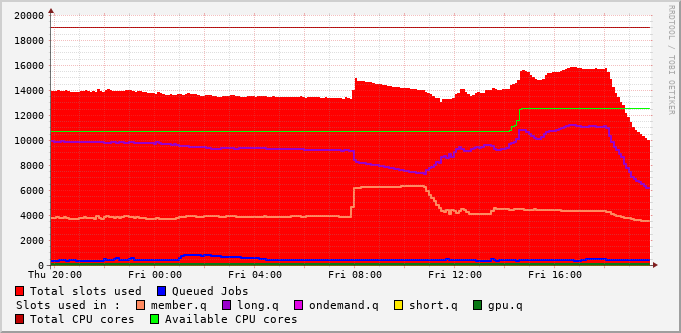 20000
18000
16000
14000
12000
10000
8000
6000
4000
2000
0
Thu 20:00 Fri 00:00 Fri 04:00 Fri 08:00 Fri 12:00 Fri 16:00
Total slots used Queued Jobs
Slots used in : member.q long.q ondemand.q short.q gpu.q
Total CPU cores Available CPU cores
RRDTOOL / TOBI OETIKER